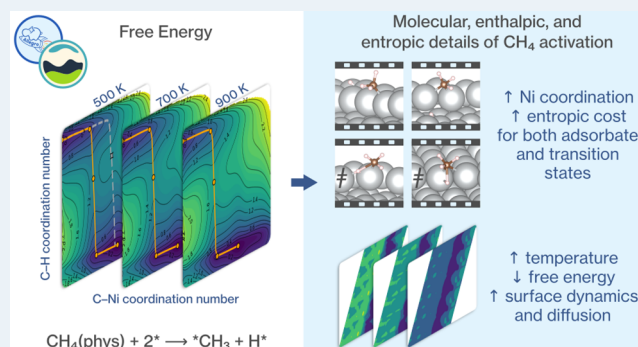 Free Energy
500 K
700 K
900 K
C–H coordination number
C–Ni coordination number
CH₄(phys) + 2* ⟶ *CH₃ + H*
Molecular, enthalpic, and
entropic details of CH₄ activation
‡
‡
↑ Ni coordination
↑ entropic cost
for both adsorbate
and transition
states
↑ temperature
↓ free energy
↑ surface dynamics
and diffusion